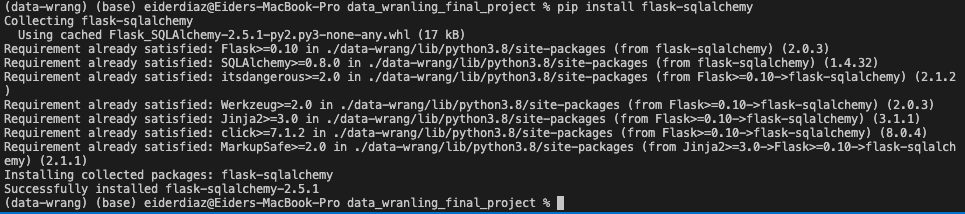 (data-wrang) (base) eiderdiaz@Eiders-MacBook-Pro data_wranling_final_project % pip install flask-sqlalchemy
Collecting flask-sqlalchemy
  Using cached Flask_SQLAlchemy-2.5.1-py2.py3-none-any.whl (17 kB)
Requirement already satisfied: Flask>=0.10 in ./data-wrang/lib/python3.8/site-packages (from flask-sqlalchemy) (2.0.3)
Requirement already satisfied: SQLAlchemy>=0.8.0 in ./data-wrang/lib/python3.8/site-packages (from flask-sqlalchemy) (1.4.32)
Requirement already satisfied: itsdangerous>=2.0 in ./data-wrang/lib/python3.8/site-packages (from Flask>=0.10->flask-sqlalchemy) (2.1.2
)
Requirement already satisfied: Werkzeug>=2.0 in ./data-wrang/lib/python3.8/site-packages (from Flask>=0.10->flask-sqlalchemy) (2.0.3)
Requirement already satisfied: Jinja2>=3.0 in ./data-wrang/lib/python3.8/site-packages (from Flask>=0.10->flask-sqlalchemy) (3.1.1)
Requirement already satisfied: click>=7.1.2 in ./data-wrang/lib/python3.8/site-packages (from Flask>=0.10->flask-sqlalchemy) (8.0.4)
Requirement already satisfied: MarkupSafe>=2.0 in ./data-wrang/lib/python3.8/site-packages (from Jinja2>=3.0->Flask>=0.10->flask-sqlalch
emy) (2.1.1)
Installing collected packages: flask-sqlalchemy
Successfully installed flask-sqlalchemy-2.5.1
(data-wrang) (base) eiderdiaz@Eiders-MacBook-Pro data_wranling_final_project %